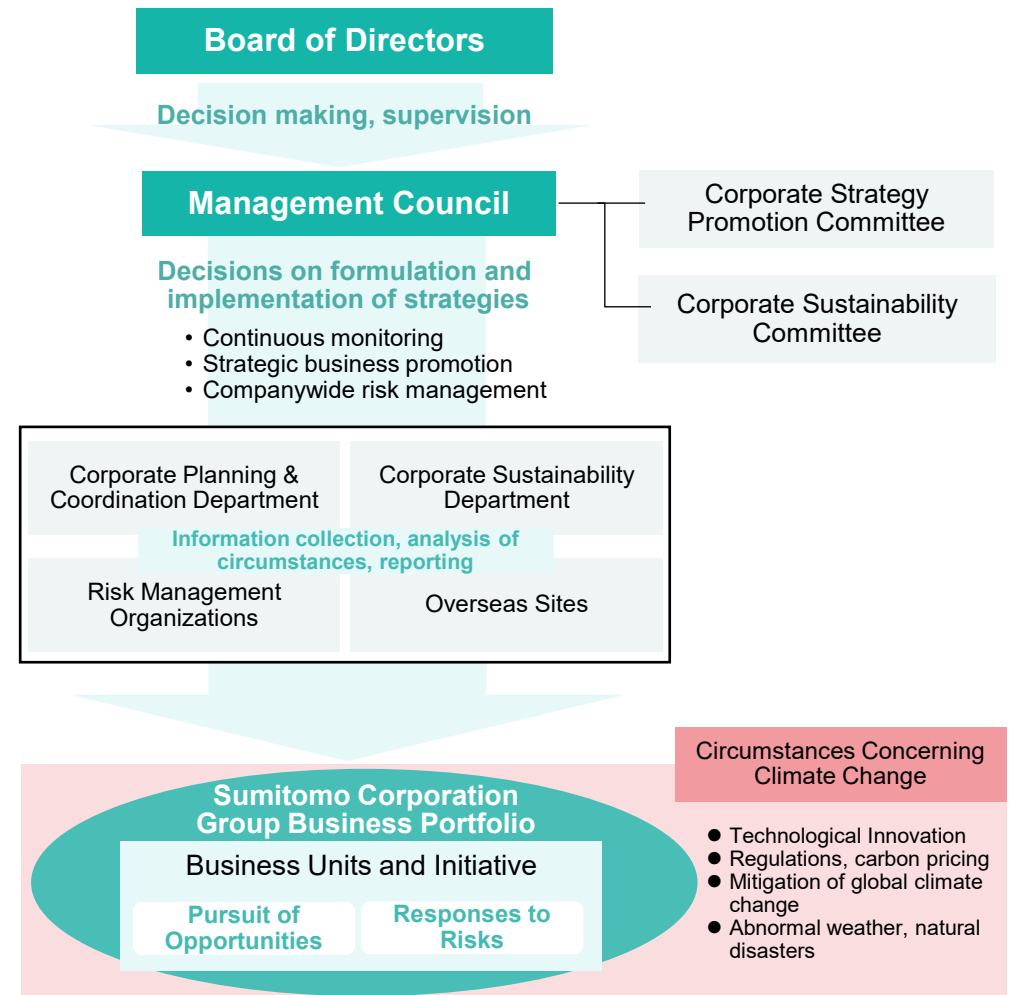 Board of Directors
Decision making, supervision
Management Council
Corporate Strategy
Promotion Committee
Corporate Sustainability
Committee
Decisions on formulation and
implementation of strategies
• Continuous monitoring
• Strategic business promotion
• Companywide risk management
Corporate Planning &
Coordination Department
Corporate Sustainability
Department
Information collection, analysis of
circumstances, reporting
Risk Management
Organizations
Overseas Sites
Circumstances Concerning
Climate Change
● Technological Innovation
● Regulations, carbon pricing
● Mitigation of global climate
change
● Abnormal weather, natural
disasters
Sumitomo Corporation
Group Business Portfolio
Business Units and Initiative
Pursuit of
Opportunities
Responses to
Risks